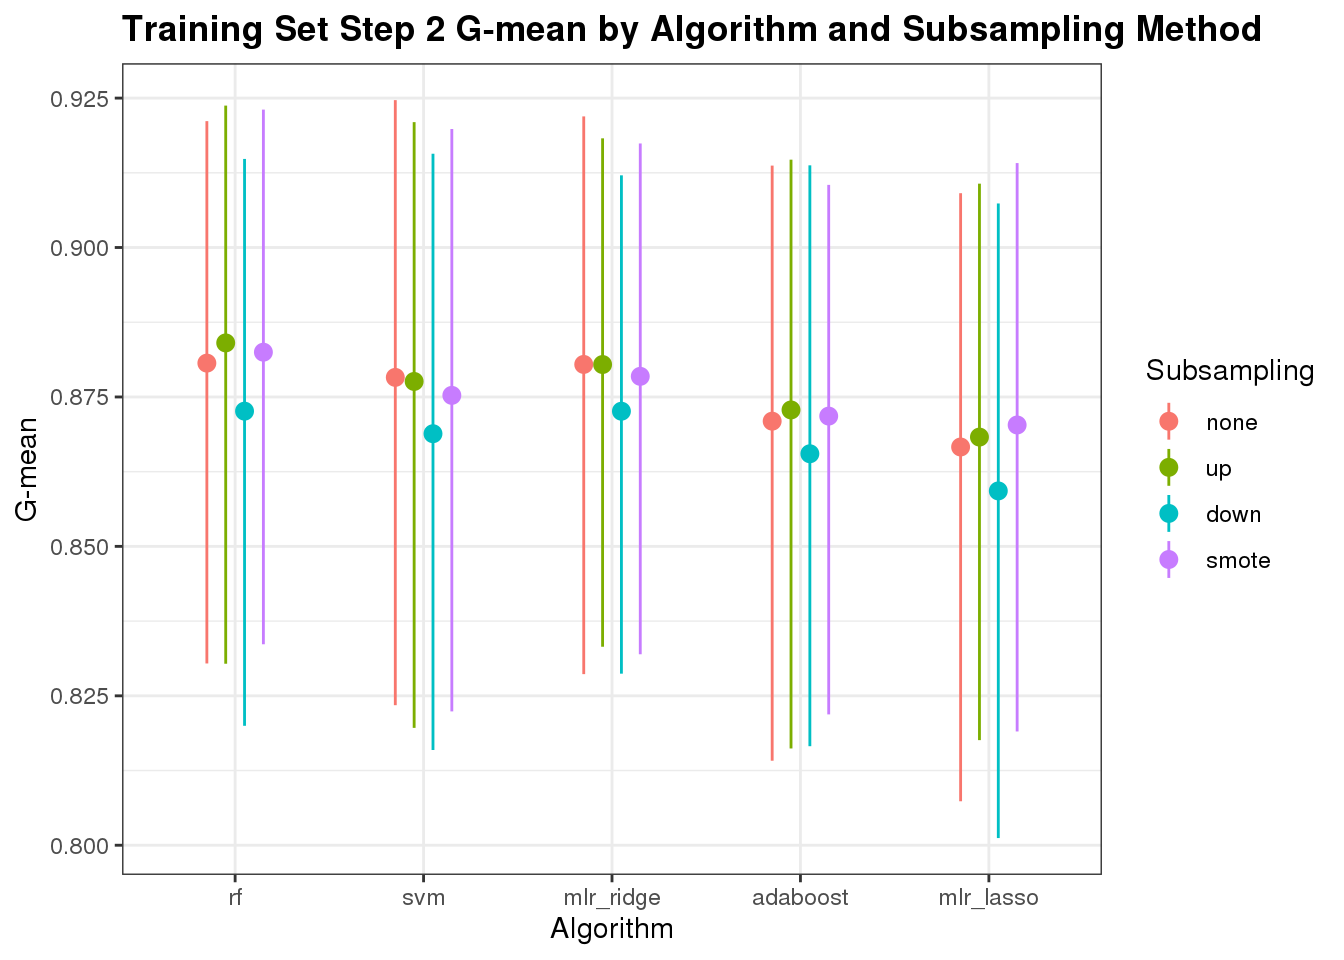 Training Set Step 2 G-mean by Algorithm and Subsampling Method
0.925
0.900
0.875
0.850
0.825
0.800
G-mean
rf svm mlr_ridge adaboost mlr_lasso
Algorithm
Subsampling
none
up
down
smote